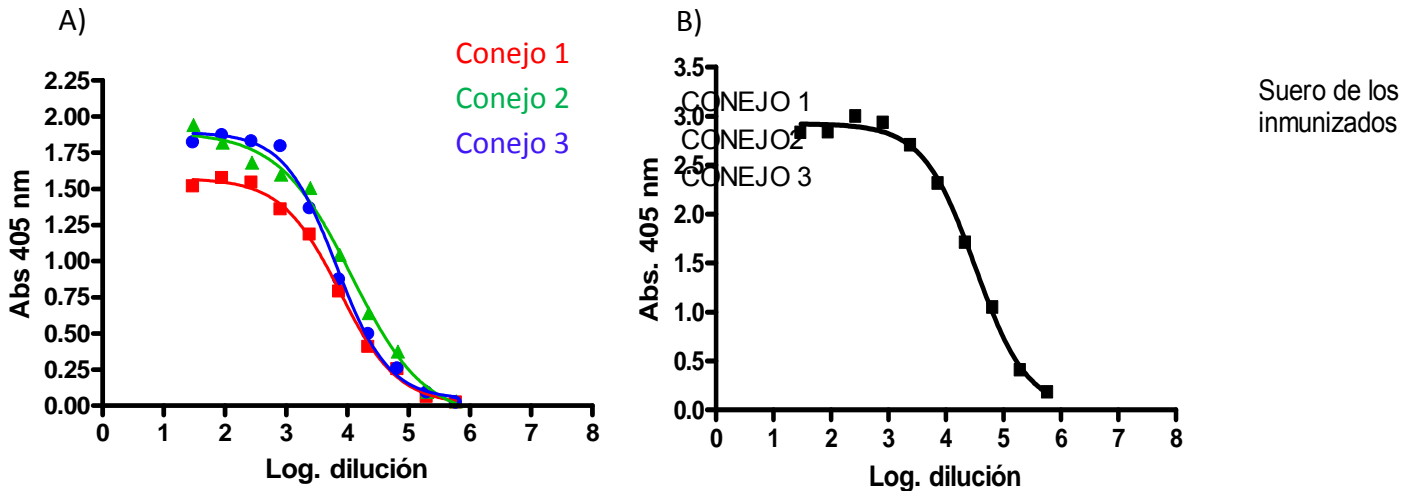 A)
Conejo 1
Conejo 2
Conejo 3
2.25
2.00
1.75
1.50
1.25
1.00
0.75
0.50
0.25
0.00
Abs 405 nm
0 1 2 3 4 5 6 7 8
Log. dilución
B)
3.5
3.0
2.5
2.0
1.5
1.0
0.5
0.0
Abs. 405 nm
CONEJO 1
CONEJO2
CONEJO 3
0 1 2 3 4 5 6 7 8
Log. dilución
Suero de los
inmunizados